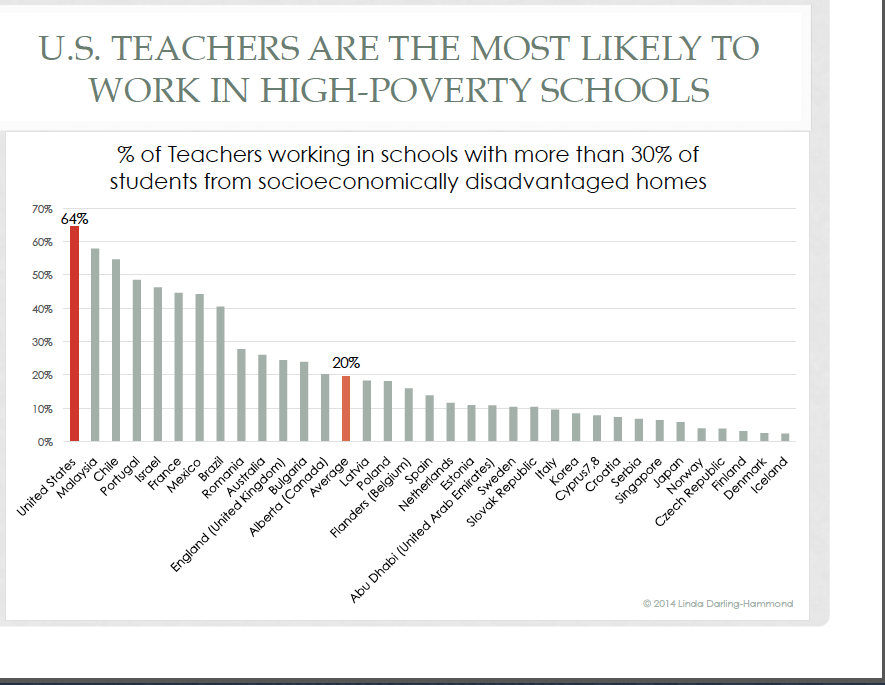 U.S. TEACHERS ARE THE MOST LIKELY TO
WORK IN HIGH-POVERTY SCHOOLS
% of Teachers working in schools with more than 30% of
students from socioeconomically disadvantaged homes
70%
64%
60%
50%
40%
30%
20%
20%
10%
0%
United States
Malaysia
Chile
Portugal
Israel
France
Mexico
Brazil
Romania
Australia
England (United Kingdom)
Bulgaria
Alberta (Canada)
Average
Latvia
Poland
Flanders (Belgium)
Spain
Netherlands
Estonia
Abu Dhabi (United Arab Emirates)
Sweden
Slovak Republic
Italy
Korea
Cyprus7,8
Croatia
Serbia
Singapore
Japan
Norway
Czech Republic
Finland
Denmark
Iceland
© 2014 Linda Darling-Hammond